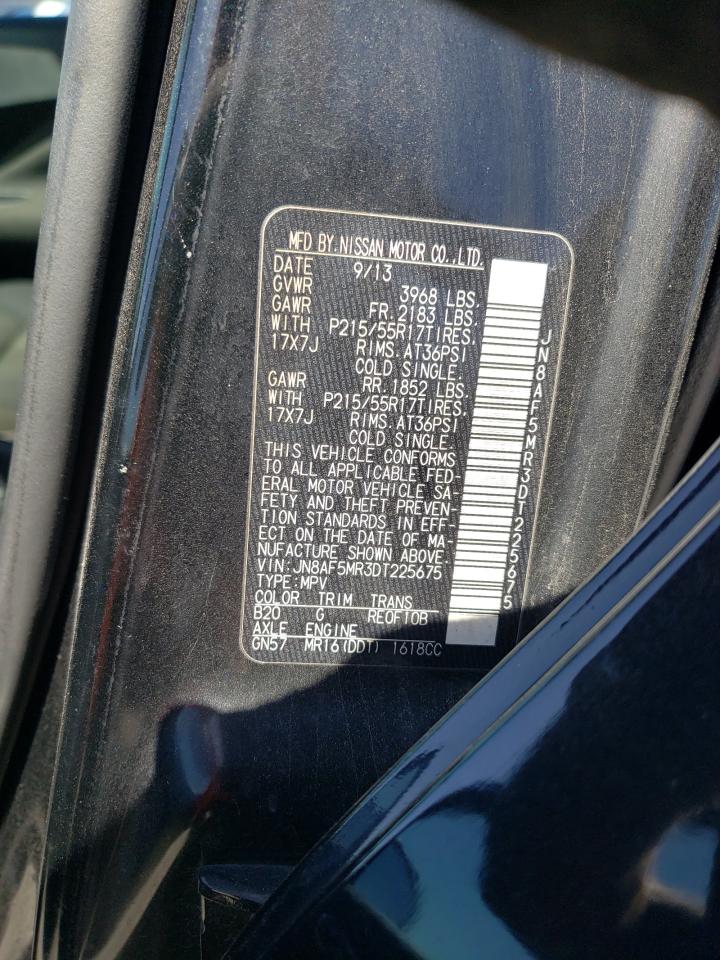 MFD BY.NISSAN MOTOR CO.,LTD.
DATE 9/13
GVWR 3968 LBS.
GAWR FR.2183 LBS.
WITH P215/55R17TIRES,
17X7J RIMS.AT36PSI
COLD SINGLE.
GAWR RR.1852 LBS.
WITH P215/55R17TIRES,
17X7J RIMS.AT36PSI
COLD SINGLE.
THIS VEHICLE CONFORMS
TO ALL APPLICABLE FED-
ERAL MOTOR VEHICLE SA-
FETY AND THEFT PREVEN-
TION STANDARDS IN EFF-
ECT ON THE DATE OF MA-
NUFACTURE SHOWN ABOVE.
VIN:JN8AF5MR3DT225675
TYPE:MPV
COLOR TRIM TRANS
B20 G RE0F10B
AXLE ENGINE
GN57 MR16(DDT) 1618CC
JN8AF5MR3DT225675